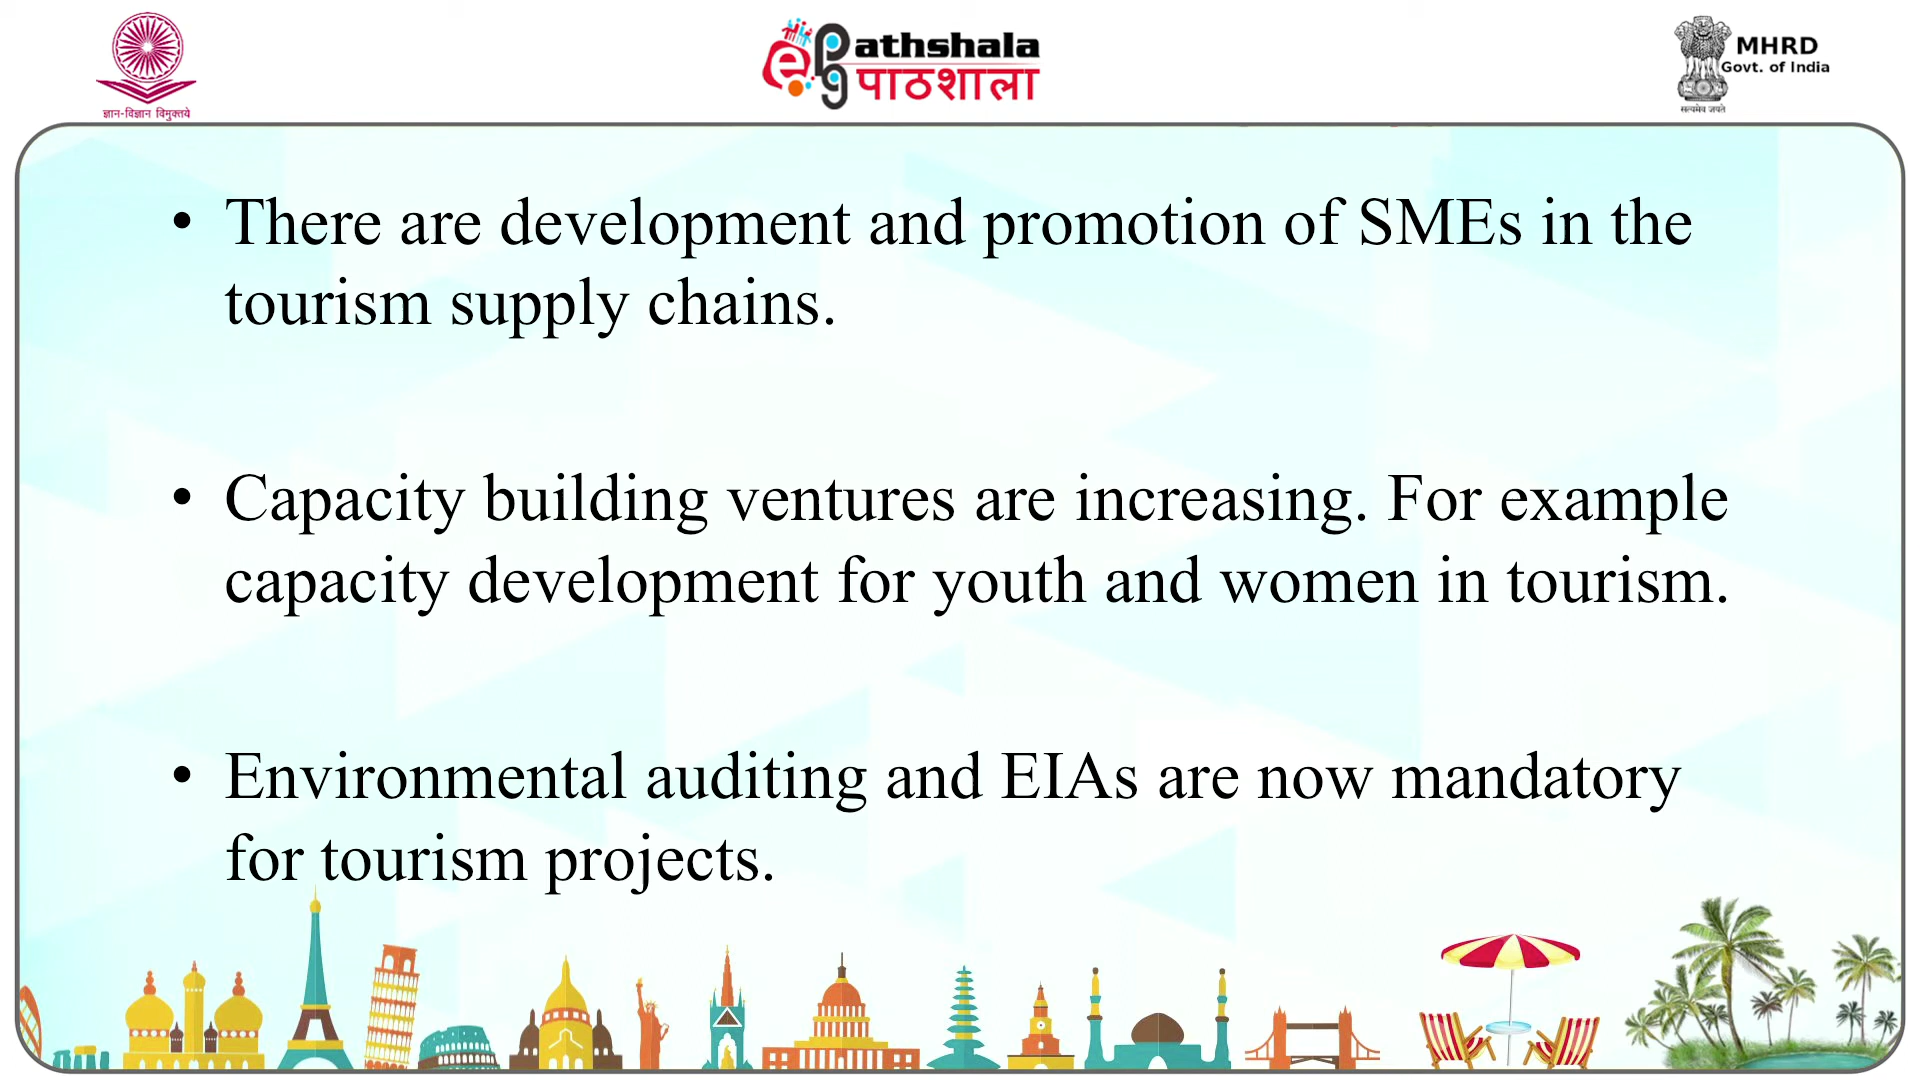 ज्ञान-विज्ञान विमुक्तये
e pg Pathshala
पाठशाला
MHRD
Govt. of India
सत्यमेव जयते
• There are development and promotion of SMEs in the
tourism supply chains.
• Capacity building ventures are increasing. For example
capacity development for youth and women in tourism.
• Environmental auditing and EIAs are now mandatory
for tourism projects.